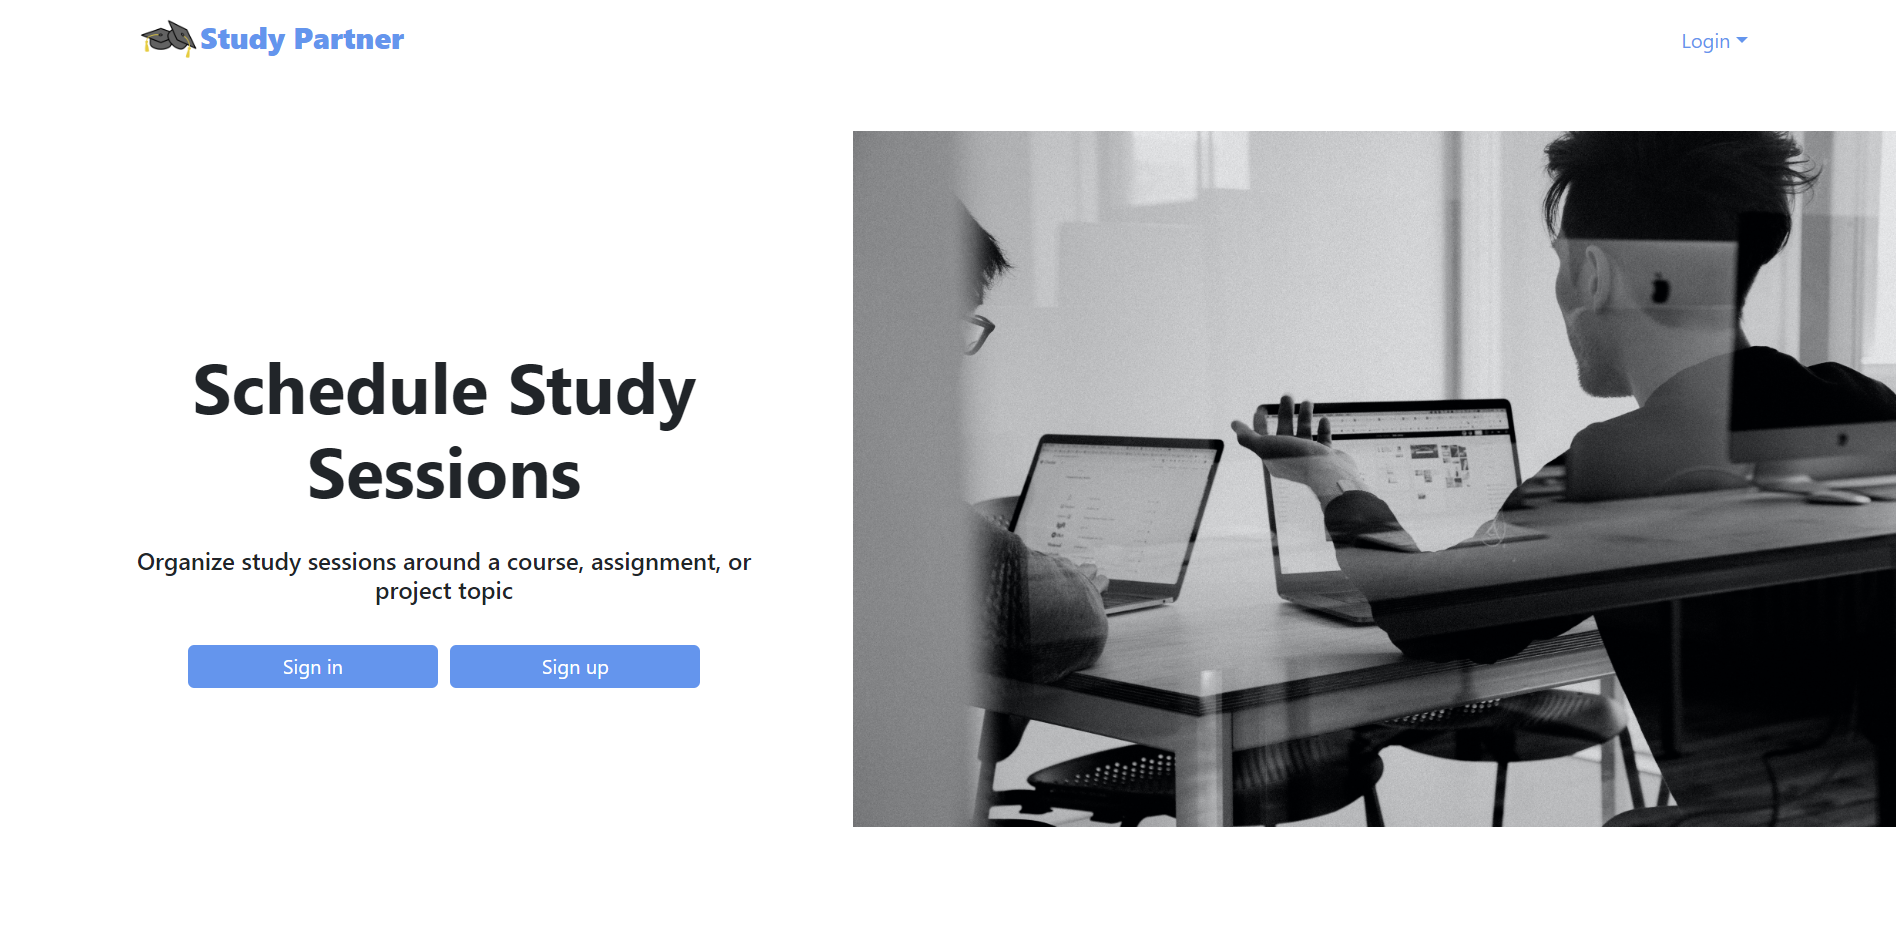 Study Partner
Login
Schedule Study
Sessions
Organize study sessions around a course, assignment, or
project topic
Sign in
Sign up